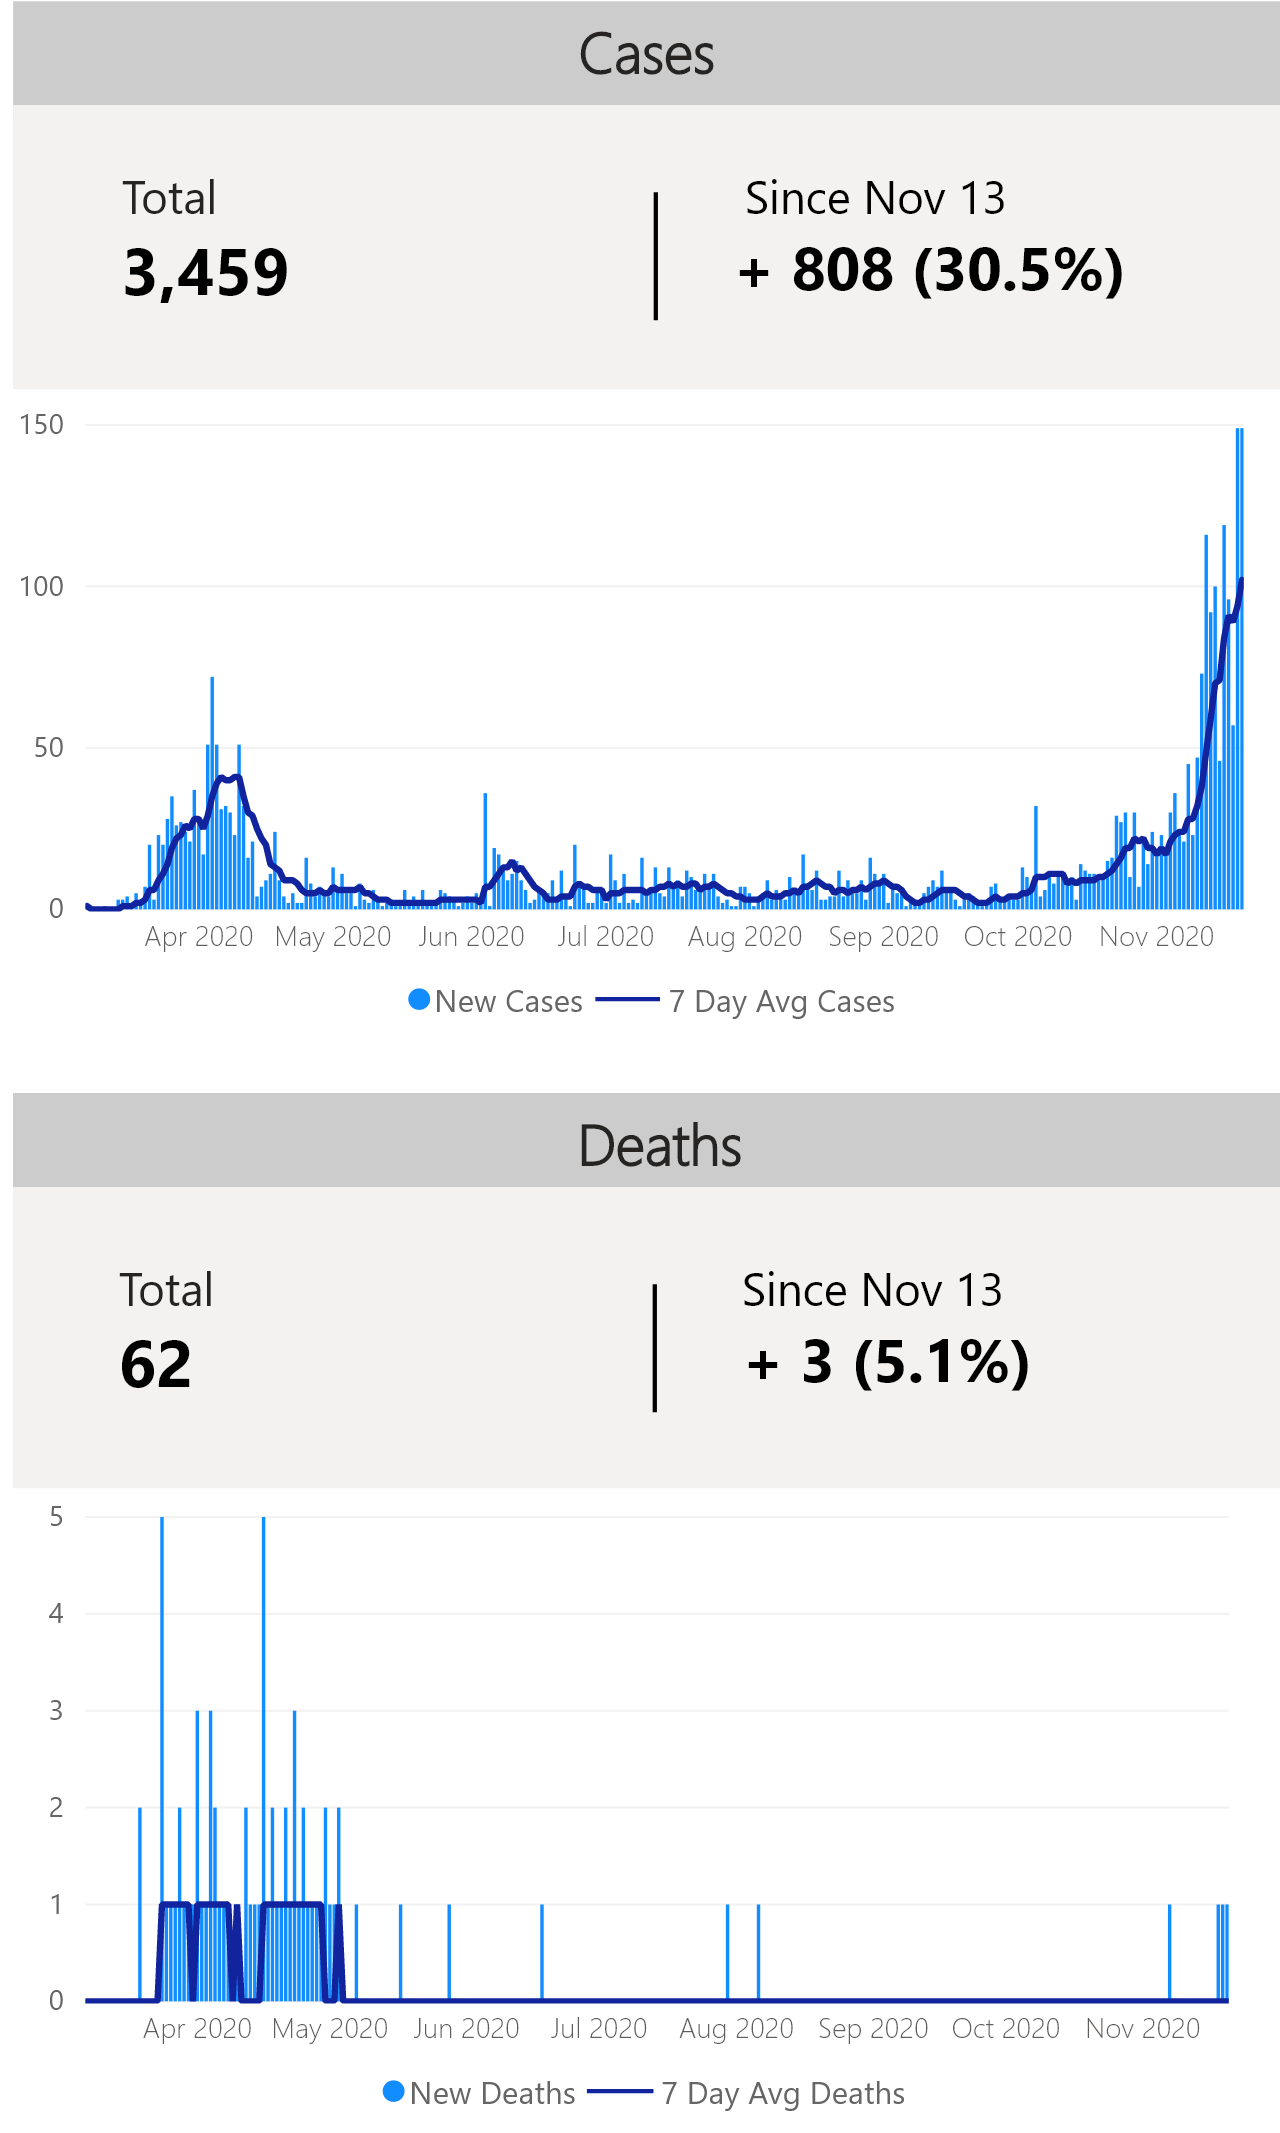 Cases
Total
Since Nov 13
3,459
+ 808 (30.5%)
150
100
50
0
Apr 2020 May 2020 Jun 2020 Jul 2020 Aug 2020 Sep 2020 Oct 2020 Nov 2020
New Cases 7 Day Avg Cases
Deaths
Total
Since Nov 13
62
+ 3 (5.1%)
5
4
3
2
1
0
Apr 2020 May 2020 Jun 2020 Jul 2020 Aug 2020 Sep 2020 Oct 2020 Nov 2020
New Deaths 7 Day Avg Deaths